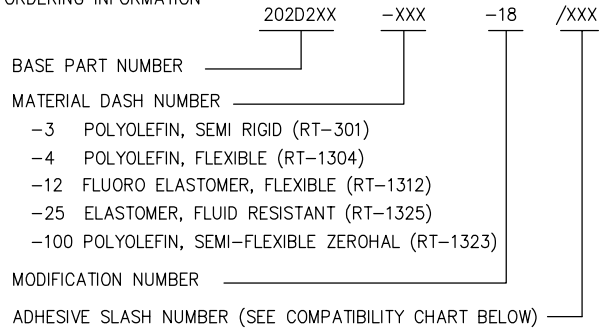 ORDERING INFORMATION
202D2XX -XXX -18 /XXX
BASE PART NUMBER
MATERIAL DASH NUMBER
-3 POLYOLEFIN, SEMI RIGID (RT-301)
-4 POLYOLEFIN, FLEXIBLE (RT-1304)
-12 FLUORO ELASTOMER, FLEXIBLE (RT-1312)
-25 ELASTOMER, FLUID RESISTANT (RT-1325)
-100 POLYOLEFIN, SEMI-FLEXIBLE ZEROHAL (RT-1323)
MODIFICATION NUMBER
ADHESIVE SLASH NUMBER (SEE COMPATIBILITY CHART BELOW)